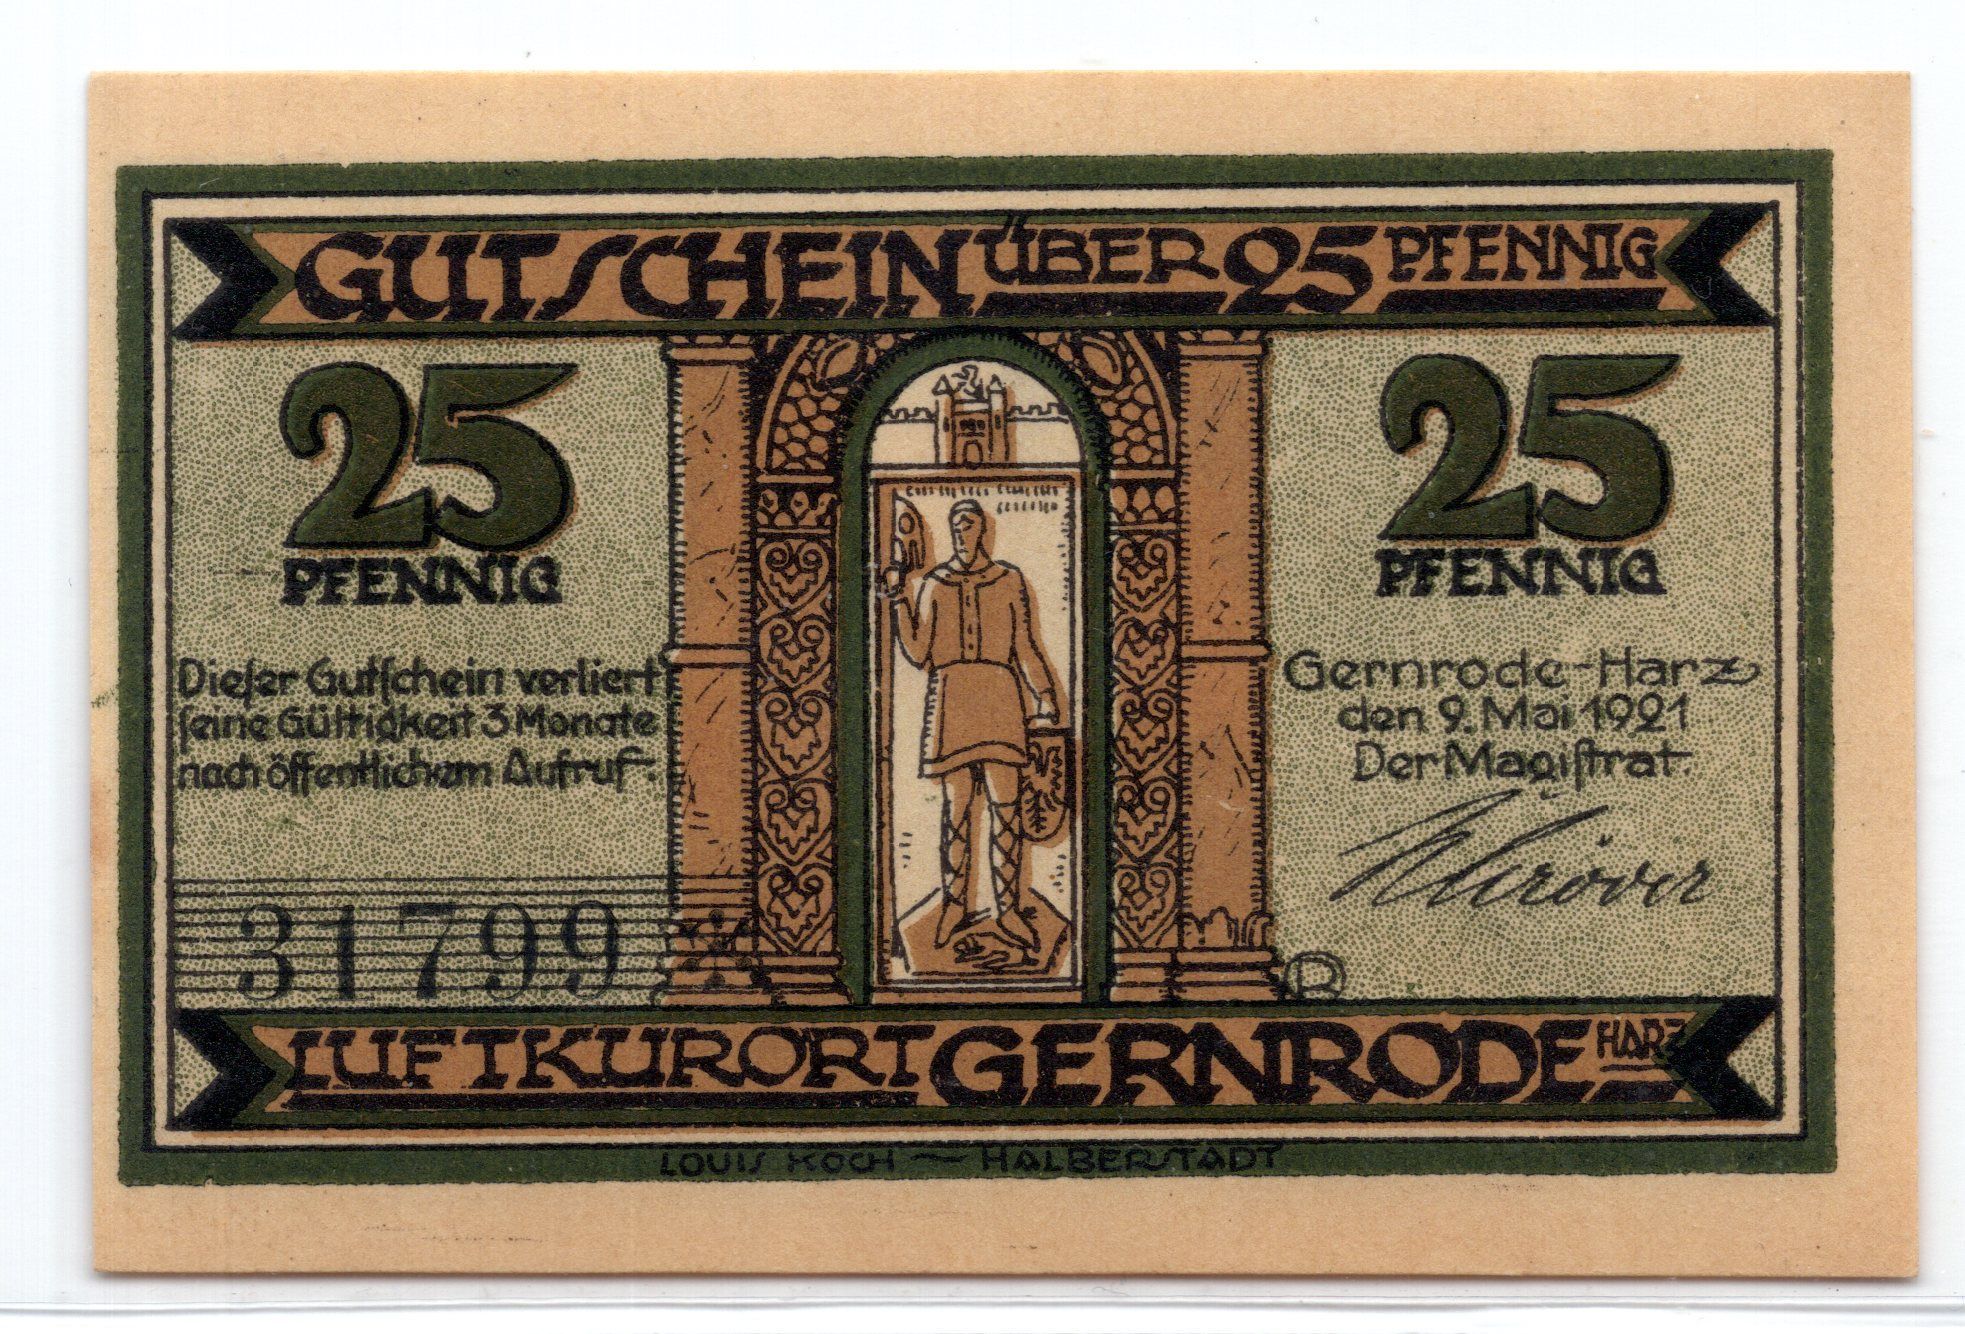 GUTSCHEIN ÜBER 25 PFENNIG
25
PFENNIG
Dieſer Gutſchein verliert
ſeine Gültigkeit 3 Monate
nach öffentlichem Aufruf.
31799
25
PFENNIG
Gernrode-Harz
den 9. Mai 1921
Der Magiſtrat.
LUFTKURORT GERNRODE HARZ
LOUIS KOCH ~ HALBERSTADT